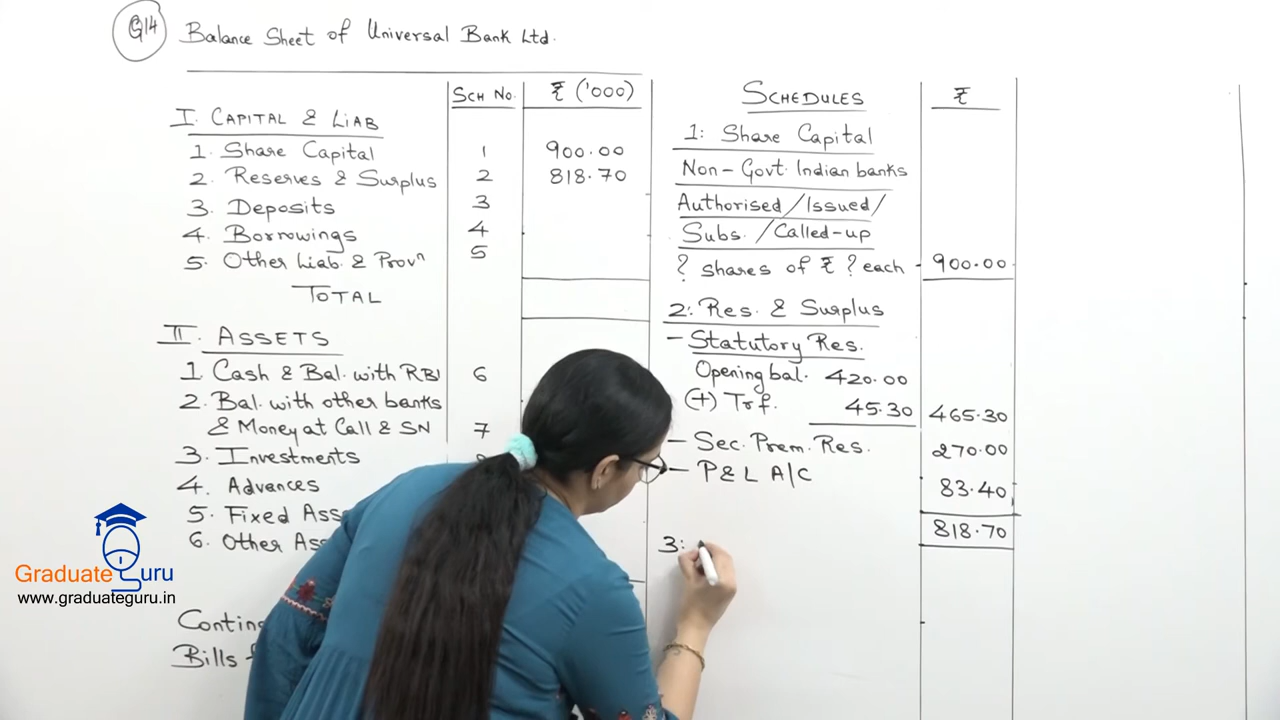 G14 Balance Sheet of Universal Bank Ltd.
SCH NO. ₹ ('000)
I. CAPITAL & LIAB
1. Share Capital 1 900.00
2. Reserves & Surplus 2 818.70
3. Deposits 3
4. Borrowings 4
5. Other Liab. & Provⁿ 5
TOTAL
II. ASSETS
1. Cash & Bal. with RBI 6
2. Bal. with other banks
& Money at Call & SN 7
3. Investments
4. Advances
5. Fixed Ass
6. Other As
Contin
Bills
SCHEDULES ₹
1: Share Capital
Non-Govt. Indian banks
Authorised/Issued/
Subs./Called-up
? shares of ₹ ? each 900.00
2: Res. & Surplus
- Statutory Res.
Opening bal. 420.00
(+) Trf. 45.30 465.30
- Sec. Prem. Res. 270.00
- P & L A/C 83.40
818.70
3:
Graduate Guru
www.graduateguru.in